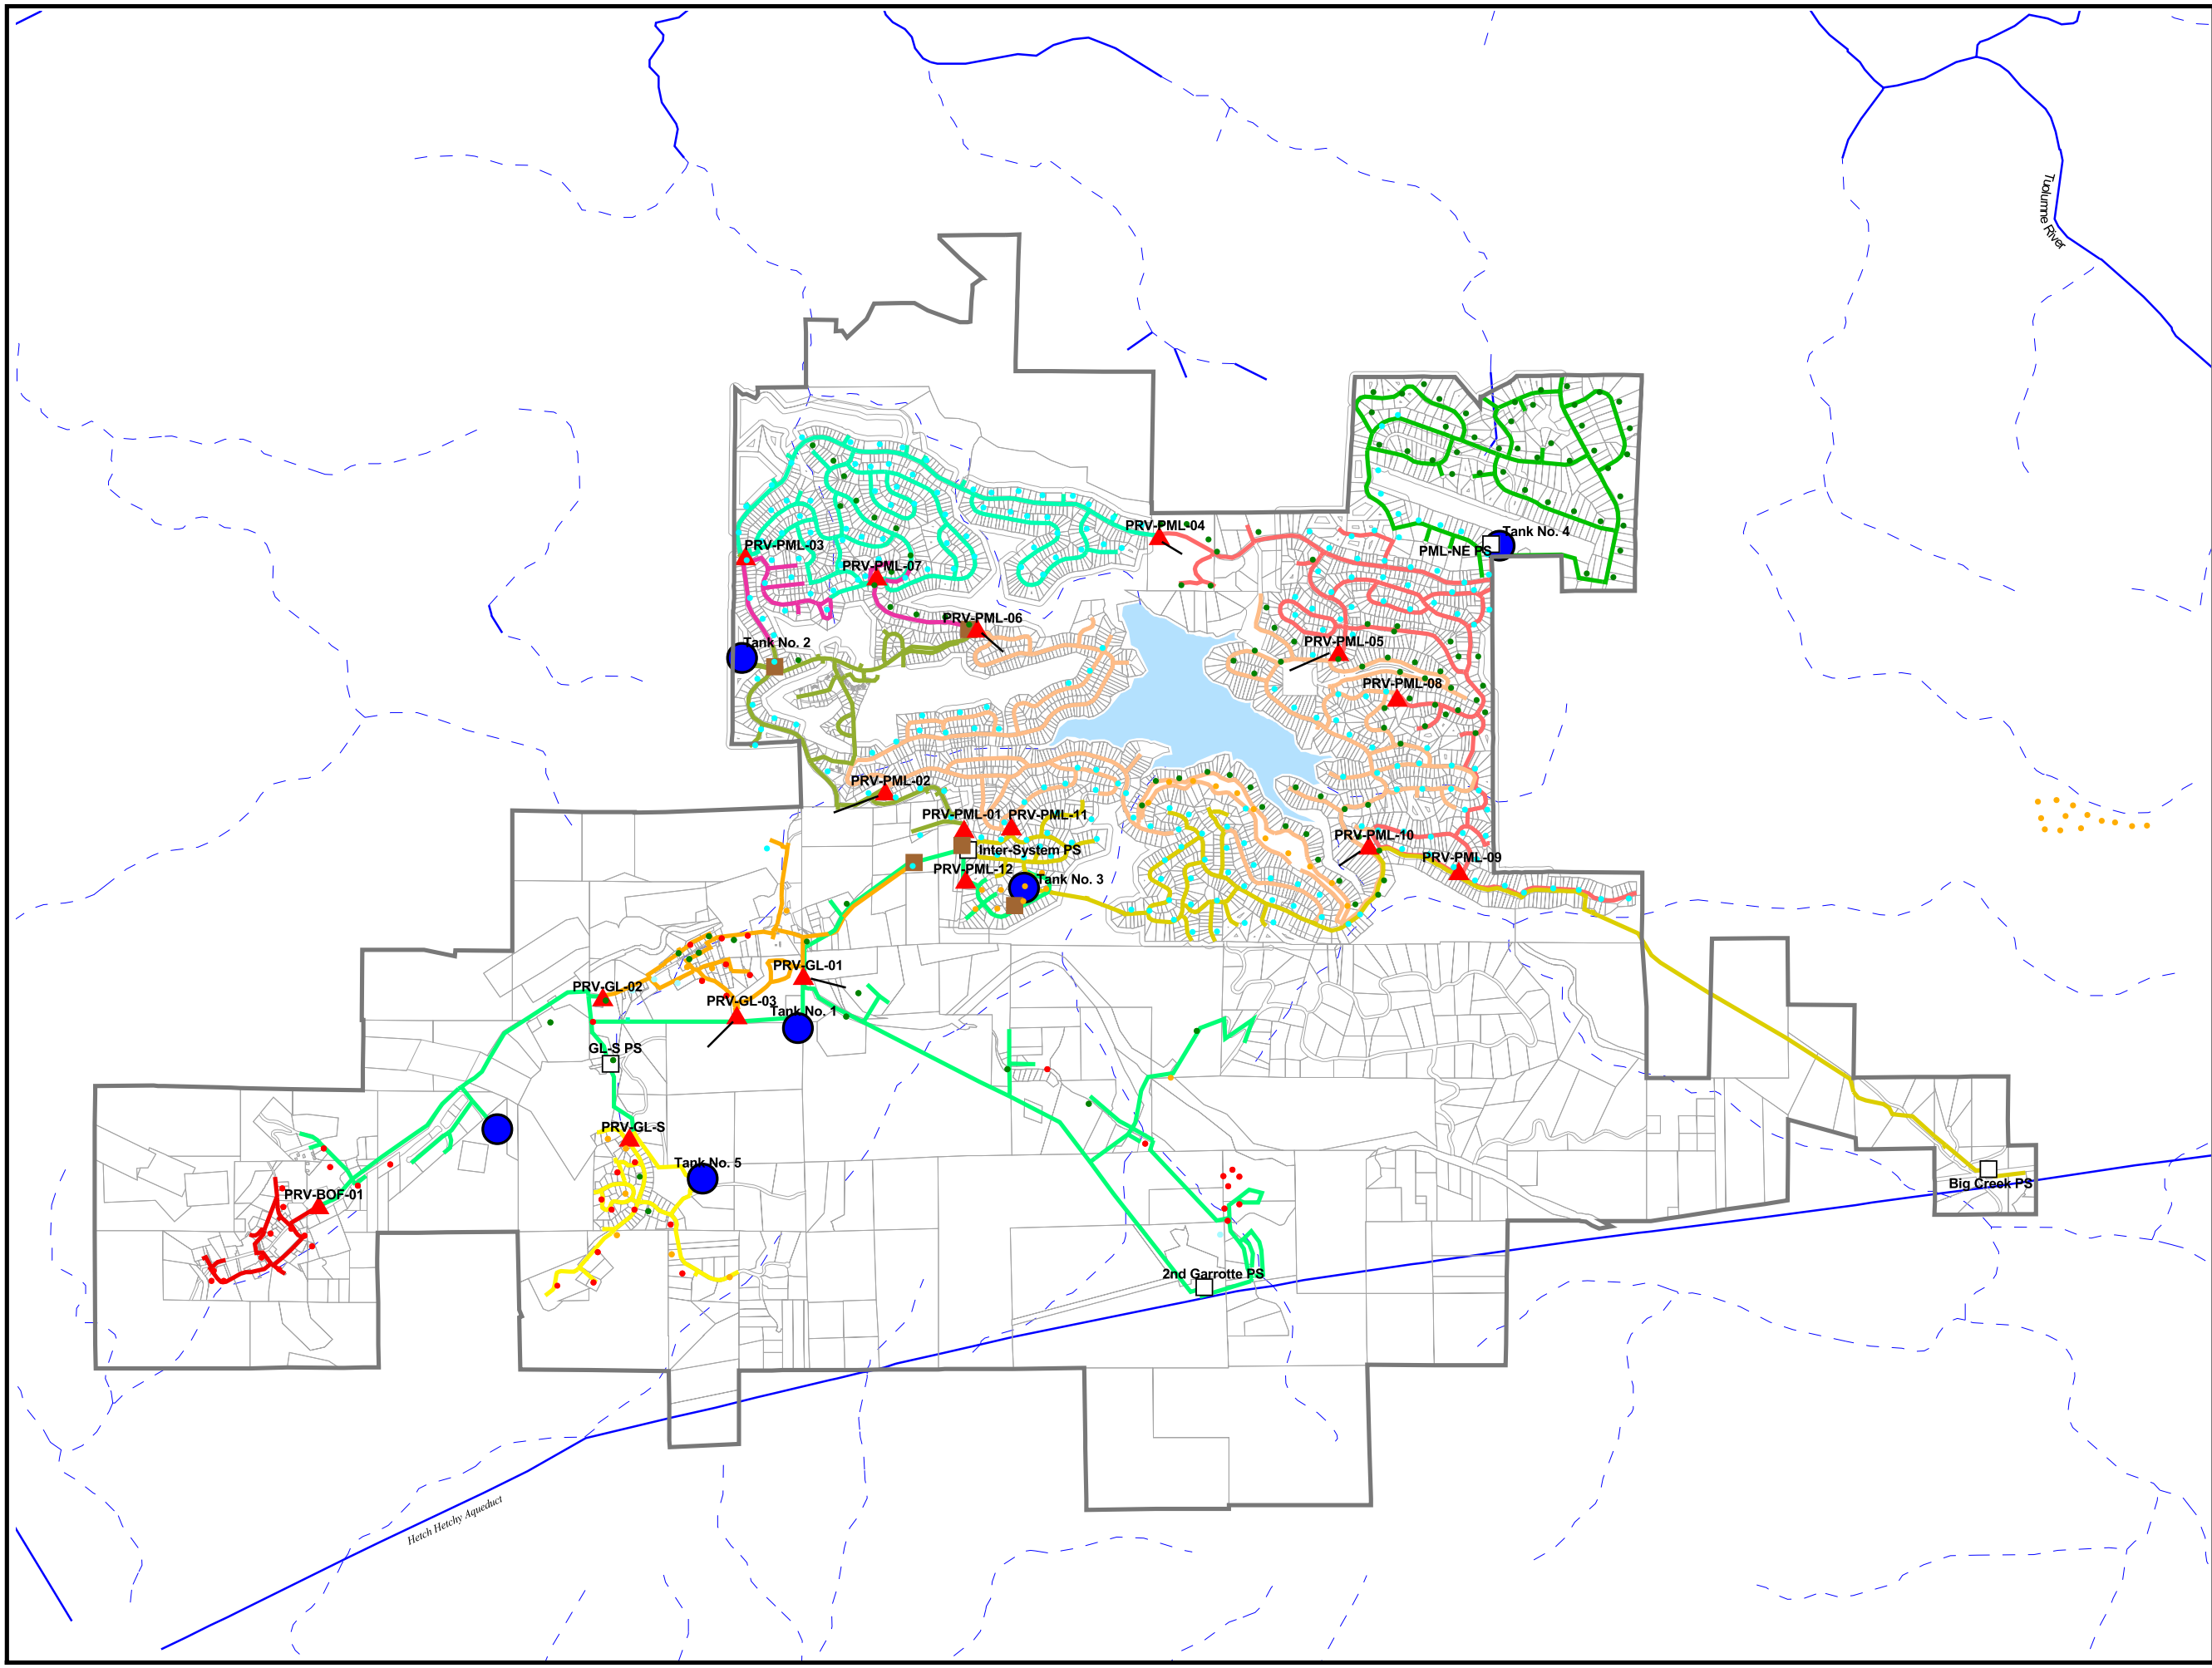 Tuolumne River
PRV-PML-04
Tank No. 4
PRV-PML-03
PML-NE PS
PRV-PML-07
PRV-PML-06
Tank No. 2
PRV-PML-05
PRV-PML-08
PRV-PML-02
PRV-PML-01
PRV-PML-11
PRV-PML-10
Inter-System PS
PRV-PML-09
PRV-PML-12
Tank No. 3
PRV-GL-01
PRV-GL-02
PRV-GL-03
Tank No. 1
GL-S PS
PRV-GL-S
Tank No. 5
Big Creek PS
PRV-BOF-01
2nd Garrotte PS
Hetch Hetchy Aqueduct